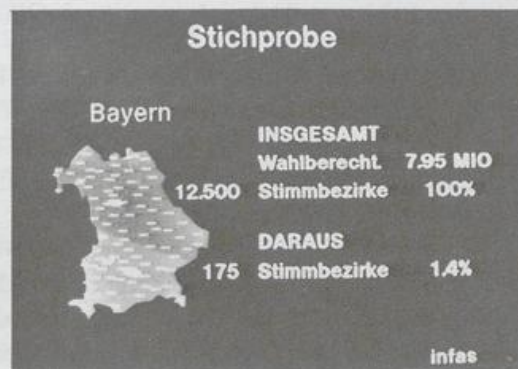 Stichprobe
Bayern
INSGESAMT
Wahlberecht. 7.95 MIO
12.500 Stimmbezirke 100%
DARAUS
175 Stimmbezirke 1.4%
infas